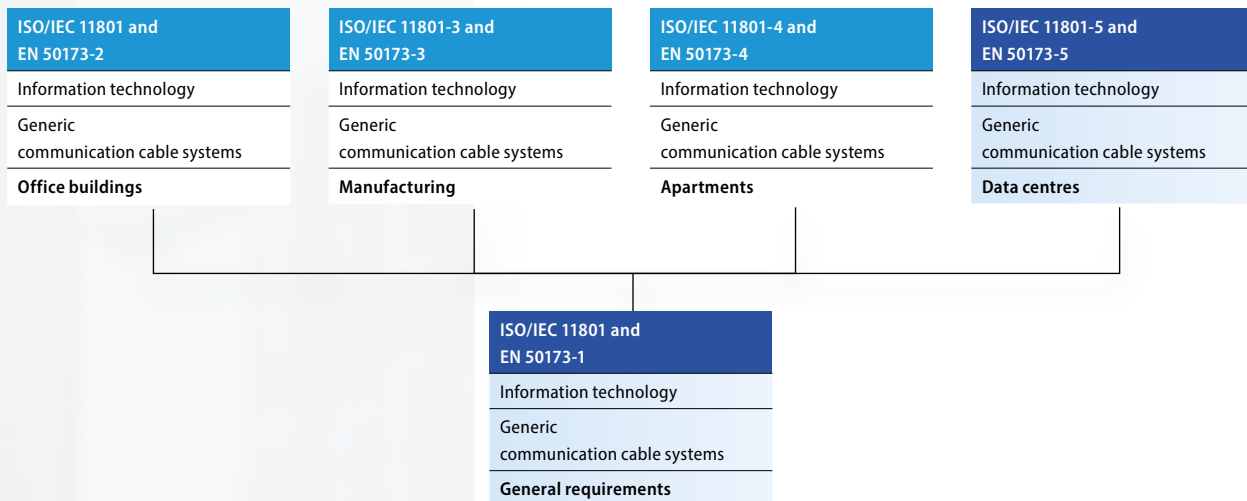 ISO/IEC 11801 and
EN 50173-2
Information technology
Generic
communication cable systems
Office buildings
ISO/IEC 11801-3 and
EN 50173-3
Information technology
Generic
communication cable systems
Manufacturing
ISO/IEC 11801-4 and
EN 50173-4
Information technology
Generic
communication cable systems
Apartments
ISO/IEC 11801-5 and
EN 50173-5
Information technology
Generic
communication cable systems
Data centres
ISO/IEC 11801 and
EN 50173-1
Information technology
Generic
communication cable systems
General requirements